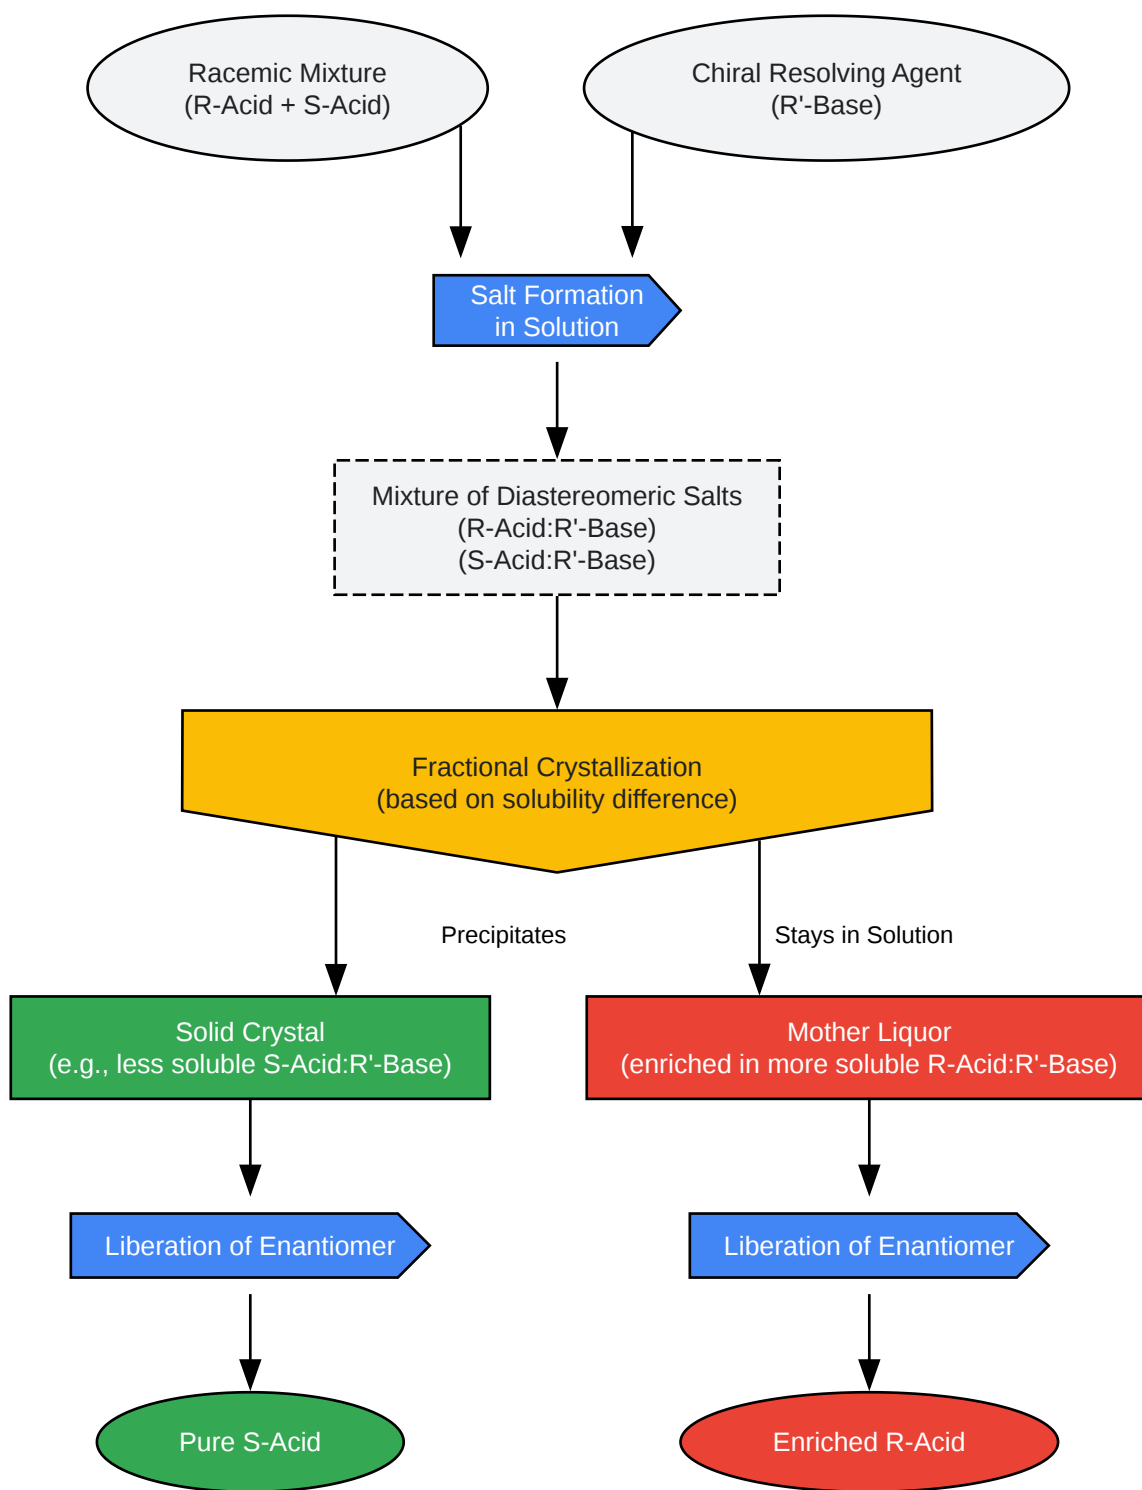 Racemic Mixture
(R-Acid + S-Acid)
Chiral Resolving Agent
(R'-Base)
Salt Formation
in Solution
Mixture of Diastereomeric Salts
(R-Acid:R'-Base)
(S-Acid:R'-Base)
Fractional Crystallization
(based on solubility difference)
Precipitates
Stays in Solution
Solid Crystal
(e.g., less soluble S-Acid:R'-Base)
Mother Liquor
(enriched in more soluble R-Acid:R'-Base)
Liberation of Enantiomer
Liberation of Enantiomer
Pure S-Acid
Enriched R-Acid